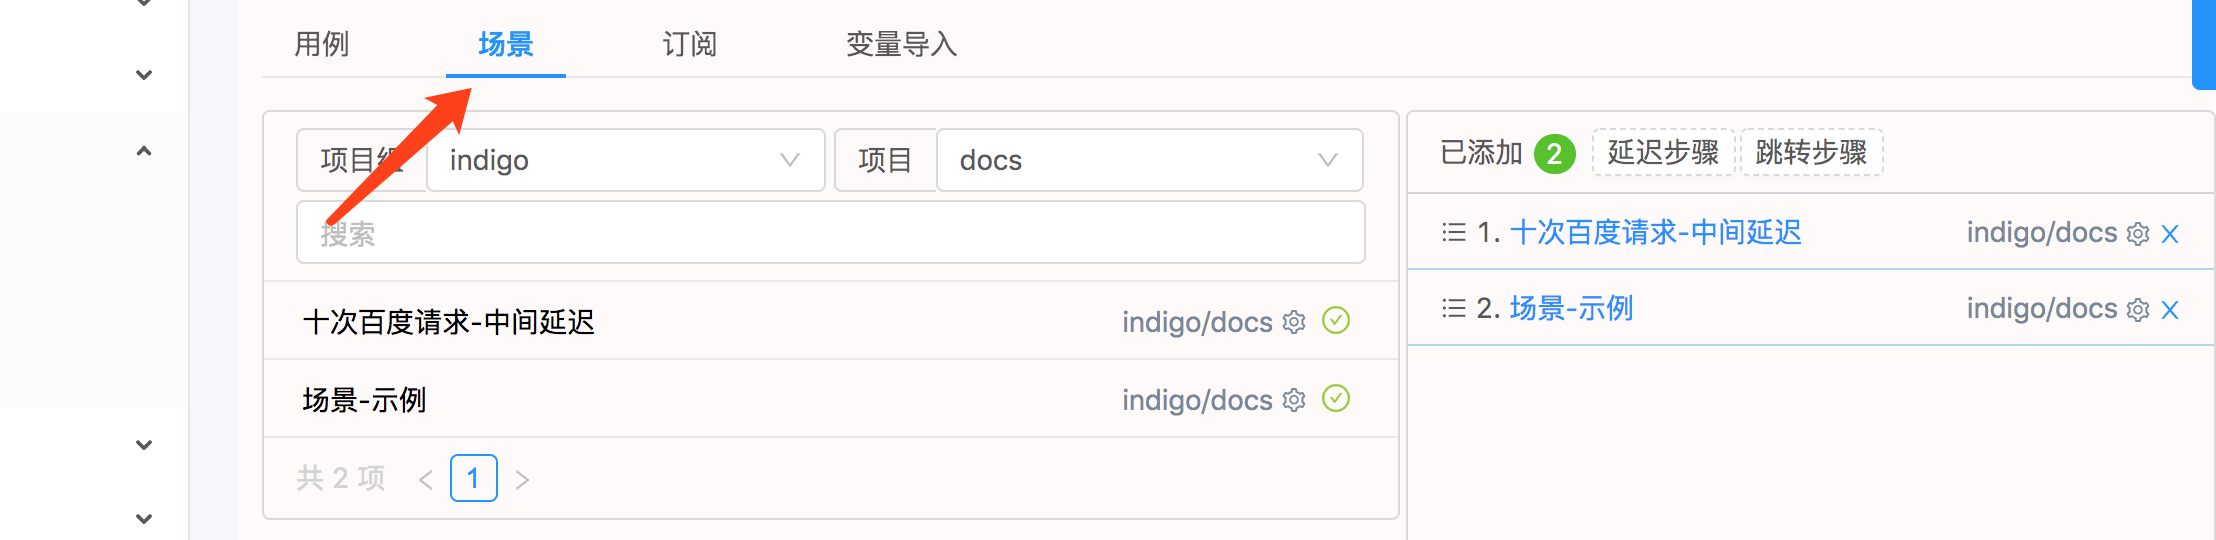 用例 场景 订阅 变量导入
项目组 indigo 项目 docs
搜索
十次百度请求-中间延迟 indigo/docs
场景-示例 indigo/docs
共 2 项 < 1 >
已添加 2 延迟步骤 跳转步骤
1. 十次百度请求-中间延迟 indigo/docs X
2. 场景-示例 indigo/docs X